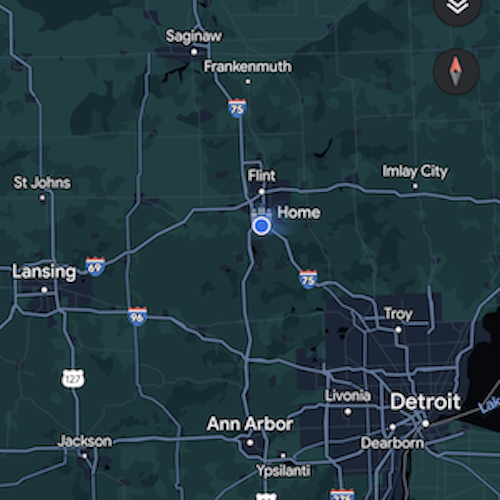 Saginaw
Frankenmuth
75
Flint
Imlay City
St Johns
Home
69
Lansing
75
96
Troy
127
Livonia
Detroit
Ann Arbor
Dearborn
Jackson
Ypsilanti
275